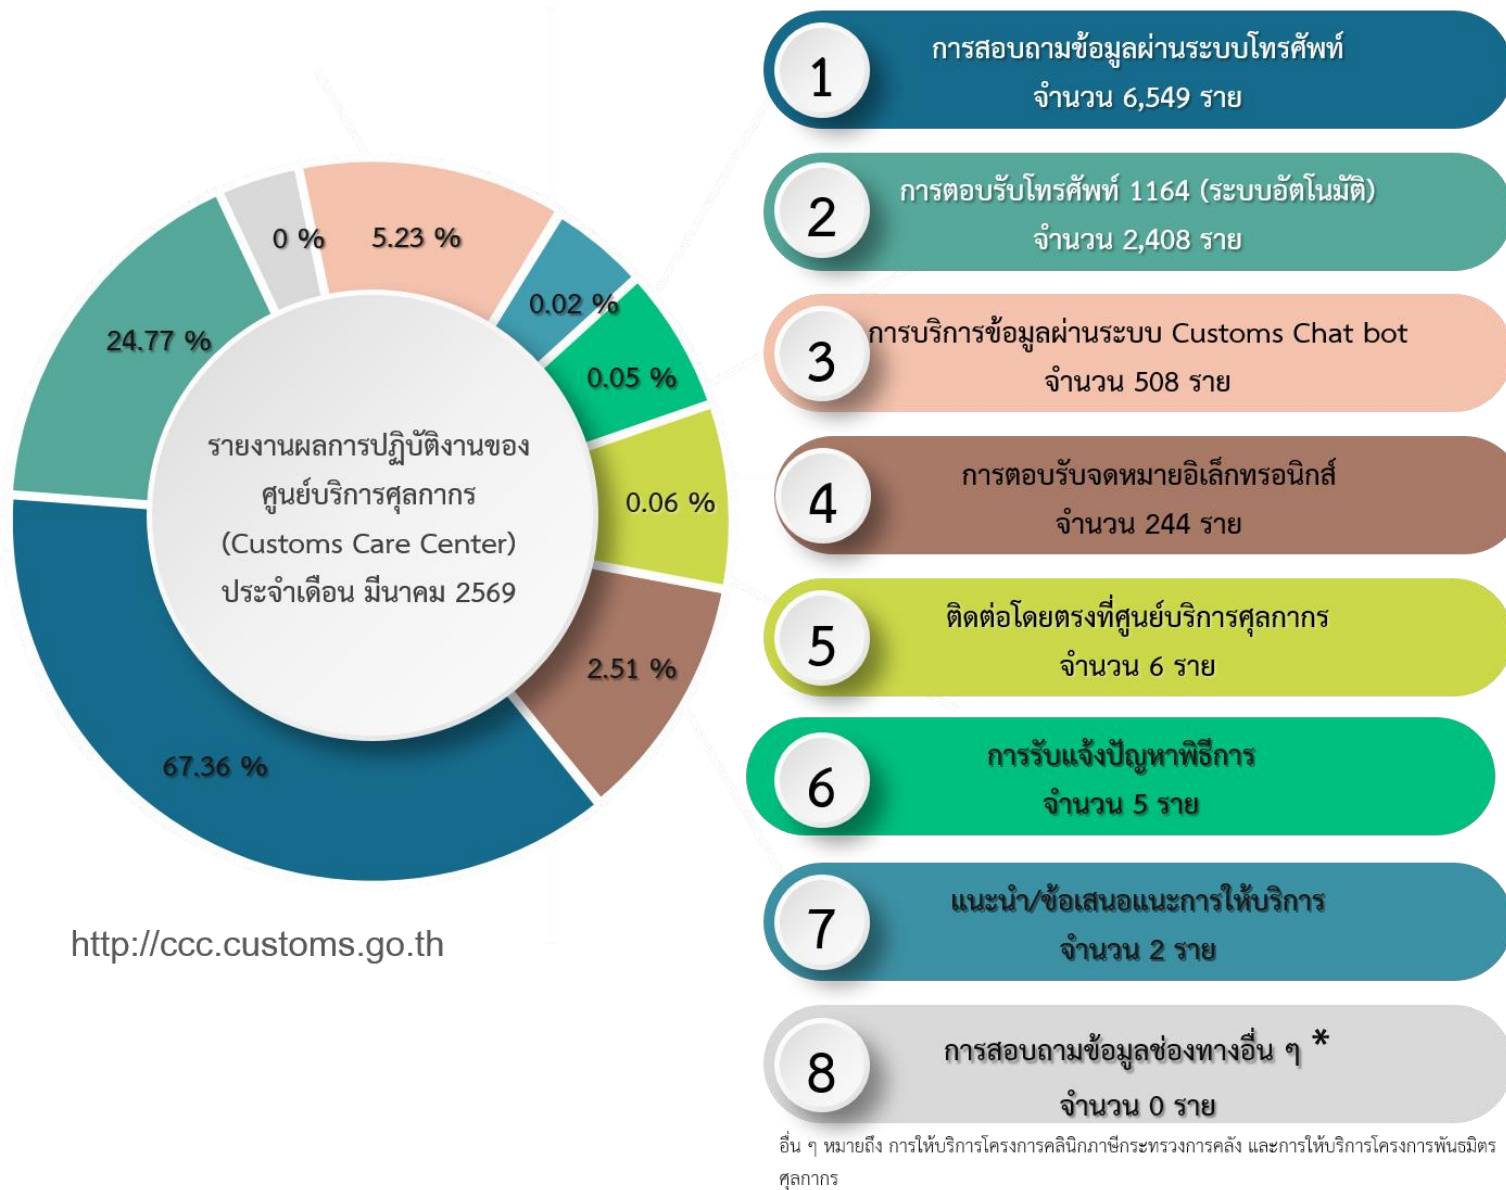 1
การสอบถามข้อมูลผ่านระบบโทรศัพท์
จำนวน 6,549 ราย
2
การตอบรับโทรศัพท์ 1164 (ระบบอัตโนมัติ)
จำนวน 2,408 ราย
3
การบริการข้อมูลผ่านระบบ Customs Chat bot
จำนวน 508 ราย
4
การตอบรับจดหมายอิเล็กทรอนิกส์
จำนวน 244 ราย
5
ติดต่อโดยตรงที่ศูนย์บริการศุลกากร
จำนวน 6 ราย
6
การรับแจ้งปัญหาพิธีการ
จำนวน 5 ราย
7
แนะนำ/ข้อเสนอแนะการให้บริการ
จำนวน 2 ราย
8
การสอบถามข้อมูลช่องทางอื่น ๆ *
จำนวน 0 ราย
อื่น ๆ หมายถึง การให้บริการโครงการคลินิกภาษีกระทรวงการคลัง และการให้บริการโครงการพันธมิตร
ศุลกากร
0 %
5.23 %
0.02 %
24.77 %
0.05 %
0.06 %
2.51 %
67.36 %
รายงานผลการปฏิบัติงานของ
ศูนย์บริการศุลกากร
(Customs Care Center)
ประจำเดือน มีนาคม 2569
http://ccc.customs.go.th